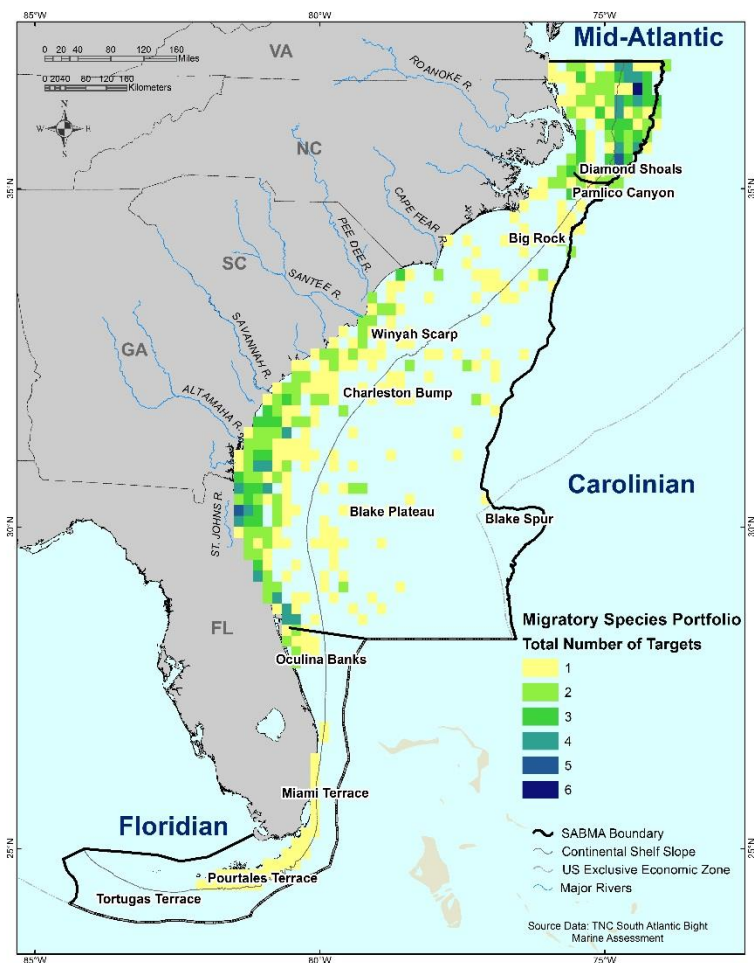 85°W
80°W
75°W
0 20 40 80 120 160
Miles
0 20 40 80 120 160
Kilometers
N
W E
S
VA
Mid-Atlantic
ROANOKE R.
NC
Diamond Shoals
Pamlico Canyon
35°N
35°N
CAPE FEAR R.
PEE DEE R.
Big Rock
SC
SANTEE R.
Winyah Scarp
SAVANNAH R.
GA
Charleston Bump
ALTAMAHA R.
Carolinian
Blake Plateau
Blake Spur
30°N
30°N
ST. JOHNS R.
FL
Oculina Banks
Migratory Species Portfolio
Total Number of Targets
1
2
3
4
5
6
Miami Terrace
Floridian
25°N
25°N
Pourtales Terrace
Tortugas Terrace
SABMA Boundary
Continental Shelf Slope
US Exclusive Economic Zone
Major Rivers
Source Data: TNC South Atlantic Bight
Marine Assessment
85°W
80°W
75°W